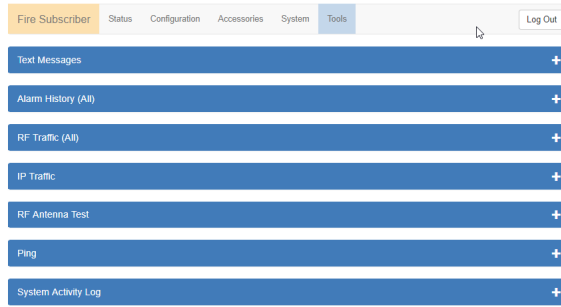 Fire Subscriber Status Configuration Accessories System Tools Log Out
Text Messages
Alarm History (All)
RF Traffic (All)
IP Traffic
RF Antenna Test
Ping
System Activity Log